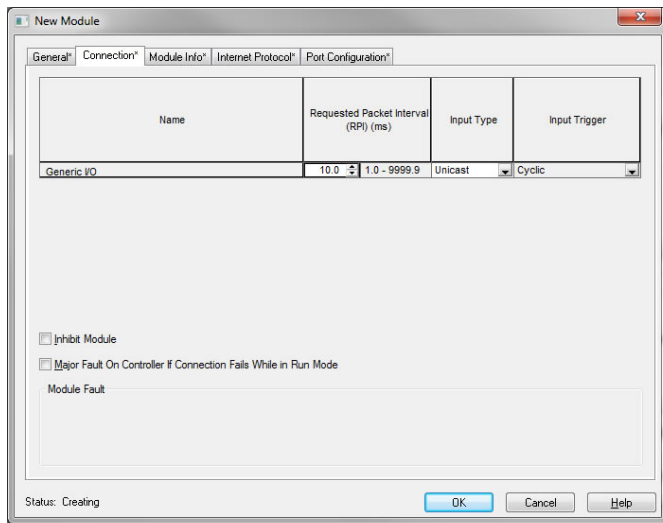 New Module
General* Connection* Module Info* Internet Protocol* Port Configuration*
Name
Requested Packet Interval
(RPI) (ms)
Input Type
Input Trigger
Generic I/O 10.0 1.0 - 9999.9 Unicast Cyclic
Inhibit Module
Major Fault On Controller If Connection Fails While in Run Mode
Module Fault
Status: Creating OK Cancel Help